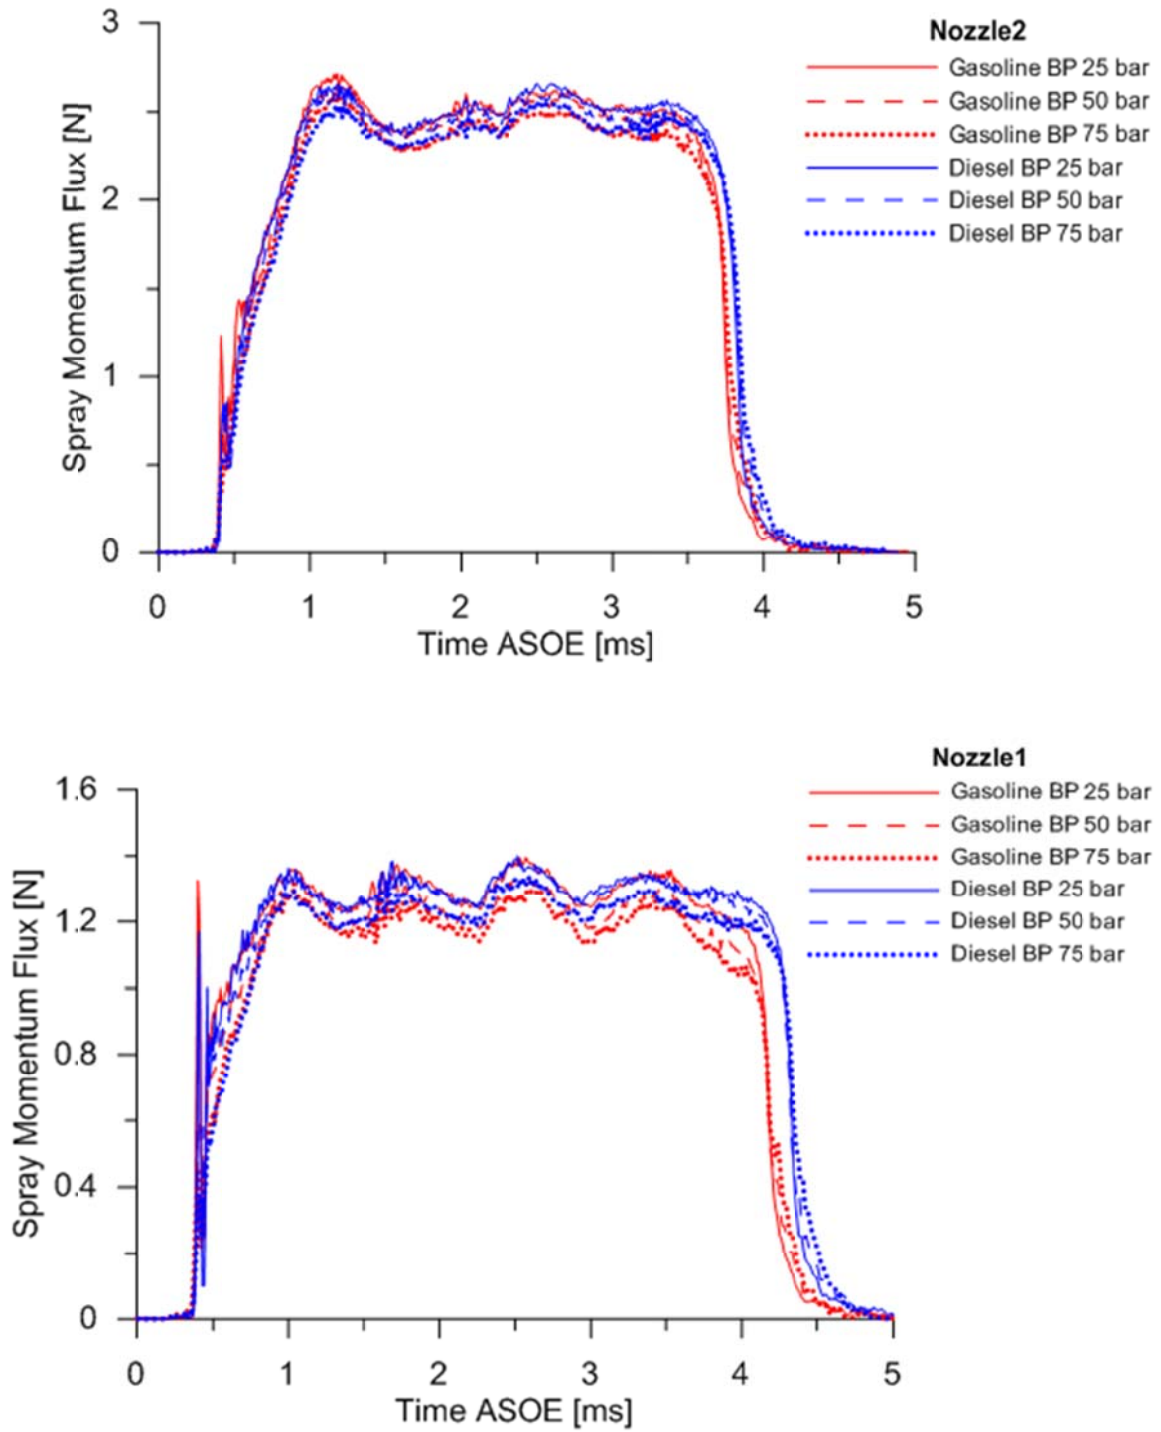 Nozzle2
Gasoline BP 25 bar
Gasoline BP 50 bar
Gasoline BP 75 bar
Diesel BP 25 bar
Diesel BP 50 bar
Diesel BP 75 bar
Spray Momentum Flux [N]
3
2
1
0
0 1 2 3 4 5
Time ASOE [ms]
Nozzle1
Gasoline BP 25 bar
Gasoline BP 50 bar
Gasoline BP 75 bar
Diesel BP 25 bar
Diesel BP 50 bar
Diesel BP 75 bar
Spray Momentum Flux [N]
1.6
1.2
0.8
0.4
0
0 1 2 3 4 5
Time ASOE [ms]